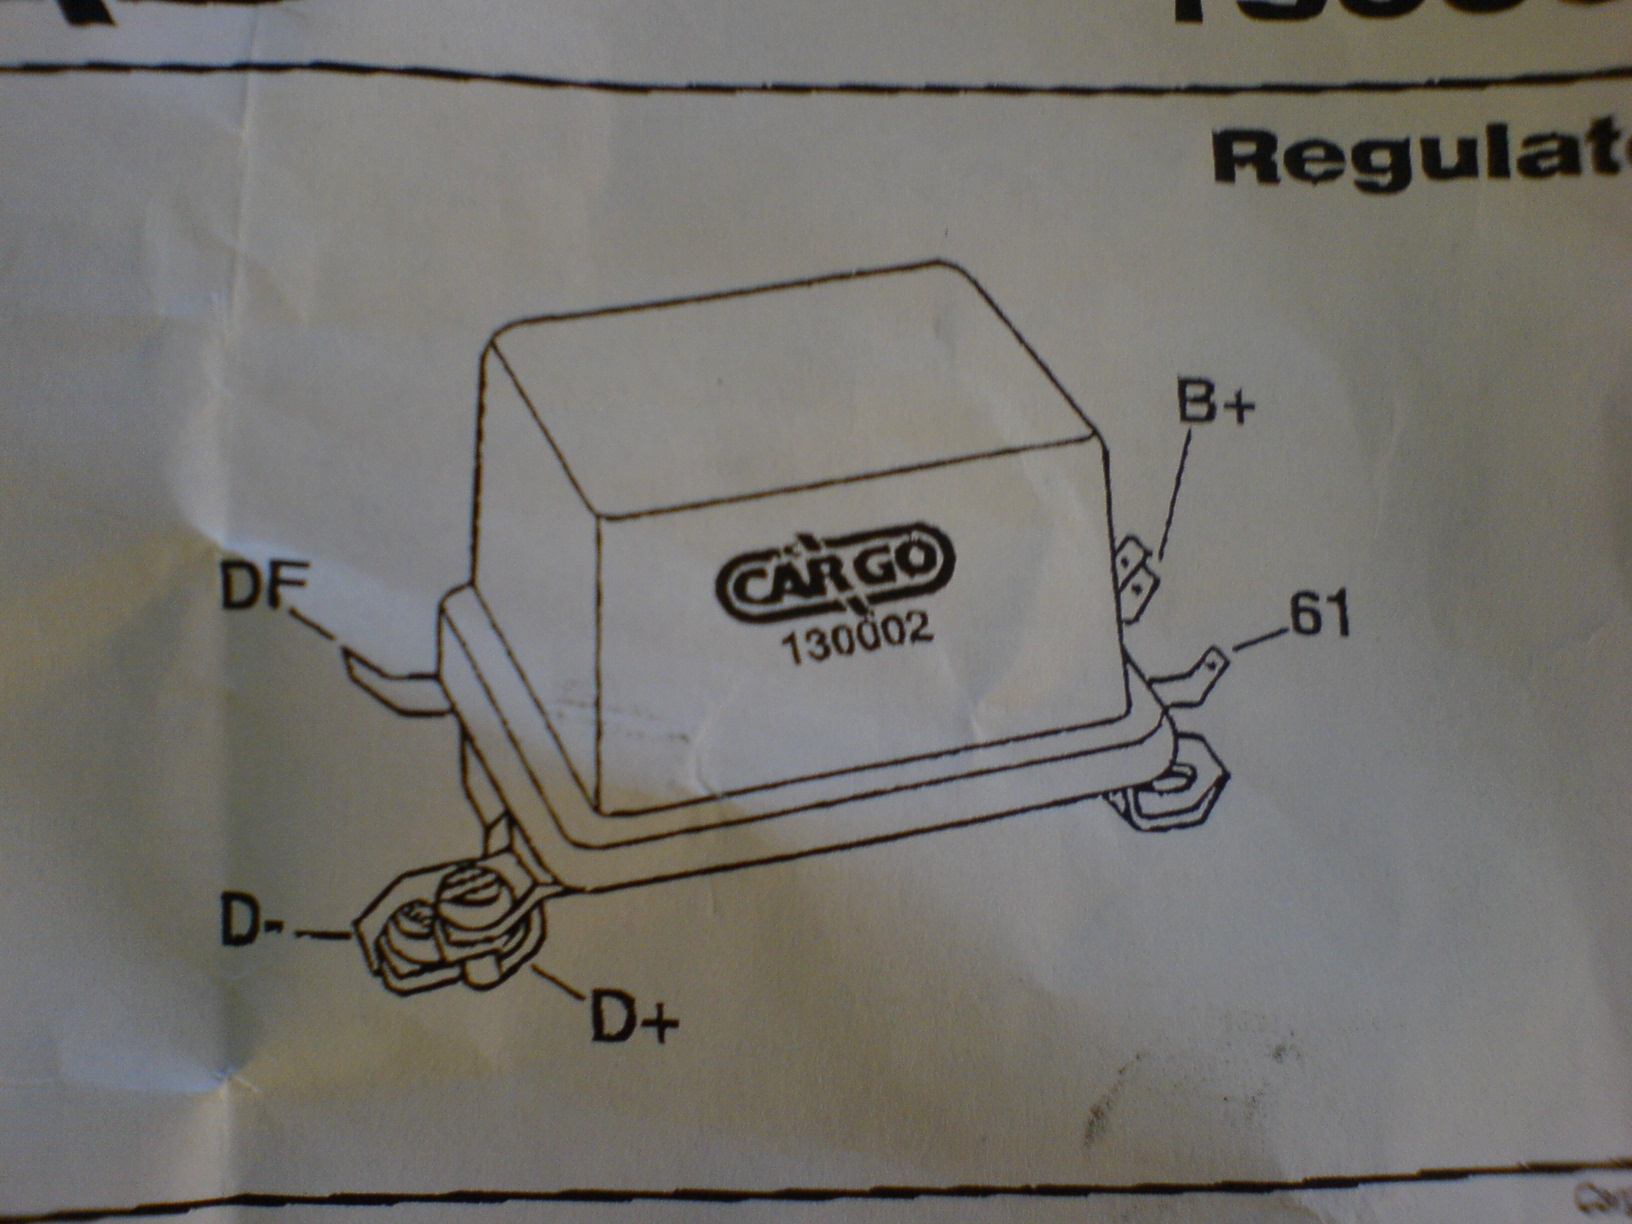 Regulat
B+
DF
61
CARGO
130002
D-
D+